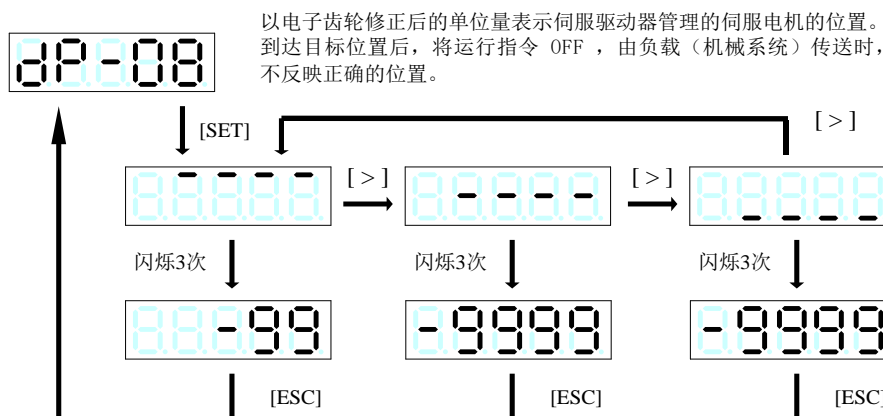 以电子齿轮修正后的单位量表示伺服驱动器管理的伺服电机的位置。
到达目标位置后，将运行指令 OFF ，由负载（机械系统）传送时，
不反映正确的位置。
dP-08
[SET]
[ > ]
- - - -
[ > ]
- - - -
[ > ]
_ _ _ _
闪烁3次
闪烁3次
闪烁3次
-99
-9999
-9999
[ESC]
[ESC]
[ESC]